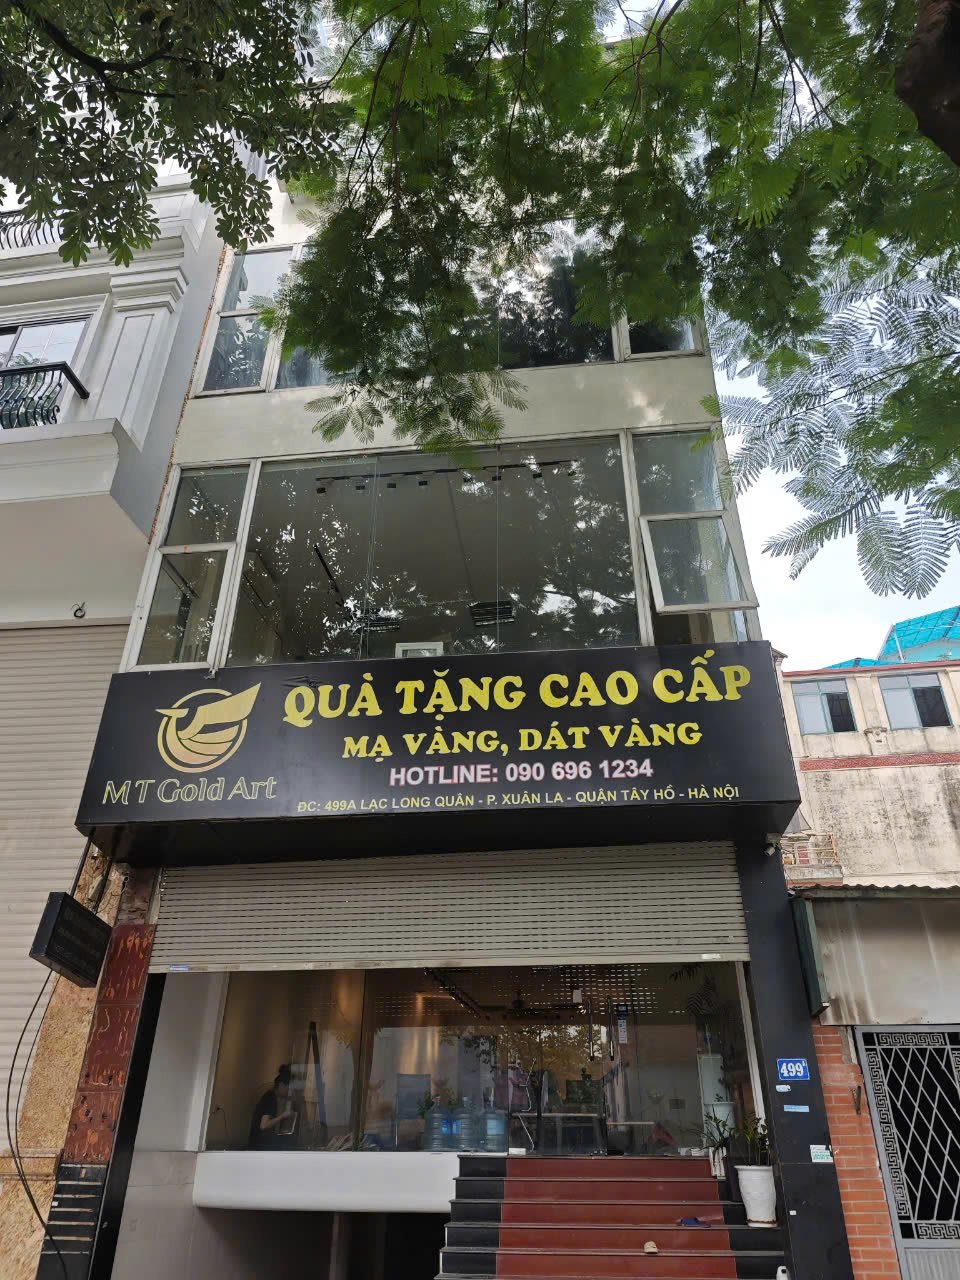 QUÀ TẶNG CAO CẤP
MẠ VÀNG, DÁT VÀNG
HOTLINE: 090 696 1234
ĐC: 499A LẠC LONG QUÂN - P. XUÂN LA - QUẬN TÂY HỒ - HÀ NỘI
MT Gold Art
499A